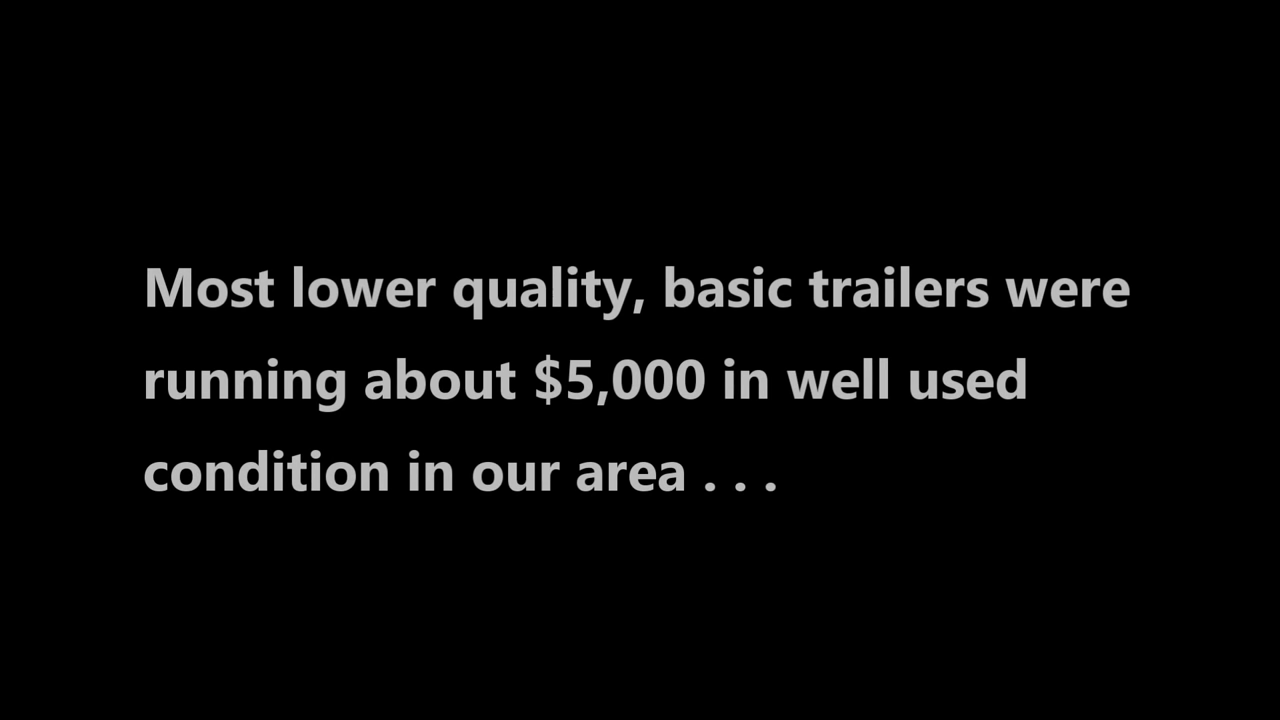 Most lower quality, basic trailers were
running about $5,000 in well used
condition in our area . . .